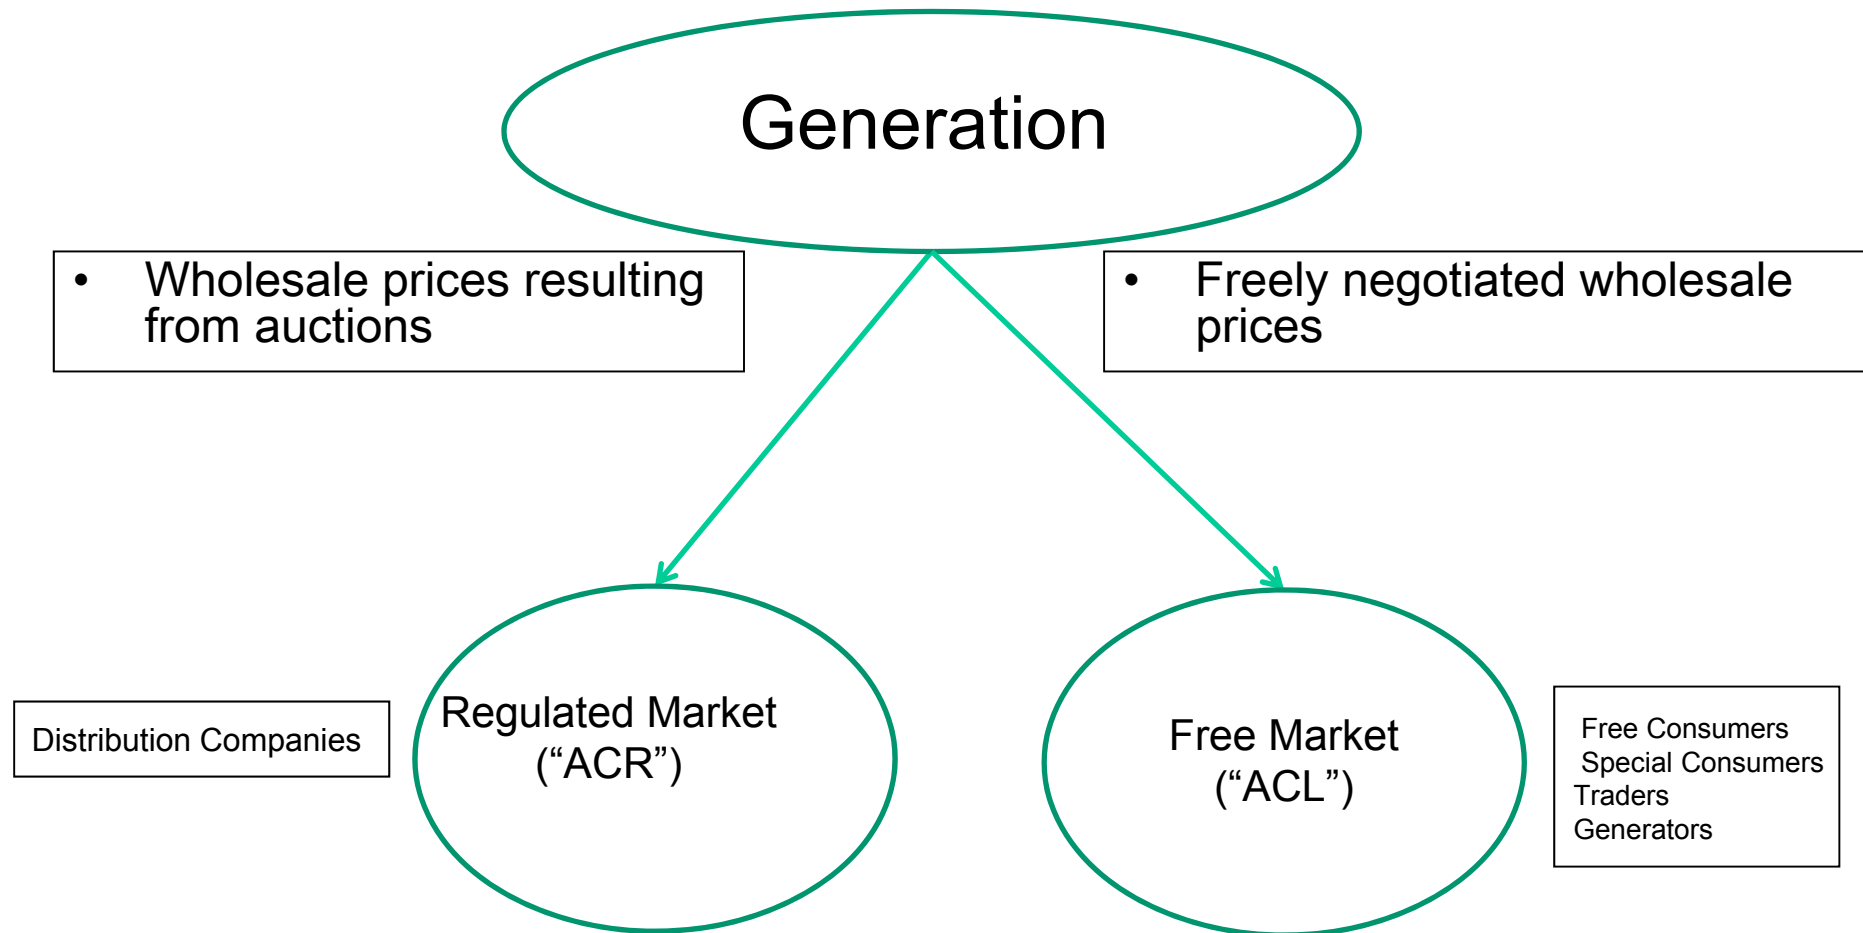 Generation
• Wholesale prices resulting
from auctions
• Freely negotiated wholesale
prices
Distribution Companies
Regulated Market
(“ACR”)
Free Market
(“ACL”)
Free Consumers
Special Consumers
Traders
Generators